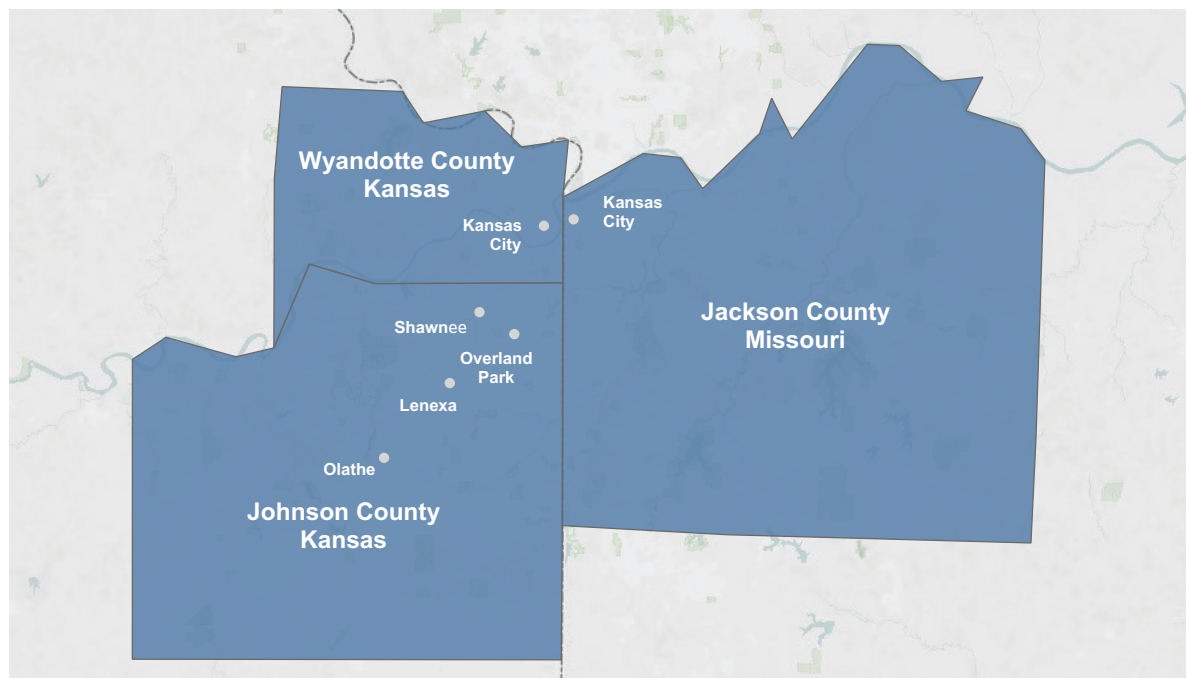 Wyandotte County
Kansas
Kansas
City
Kansas
City
Jackson County
Missouri
Shawnee
Overland
Park
Lenexa
Olathe
Johnson County
Kansas